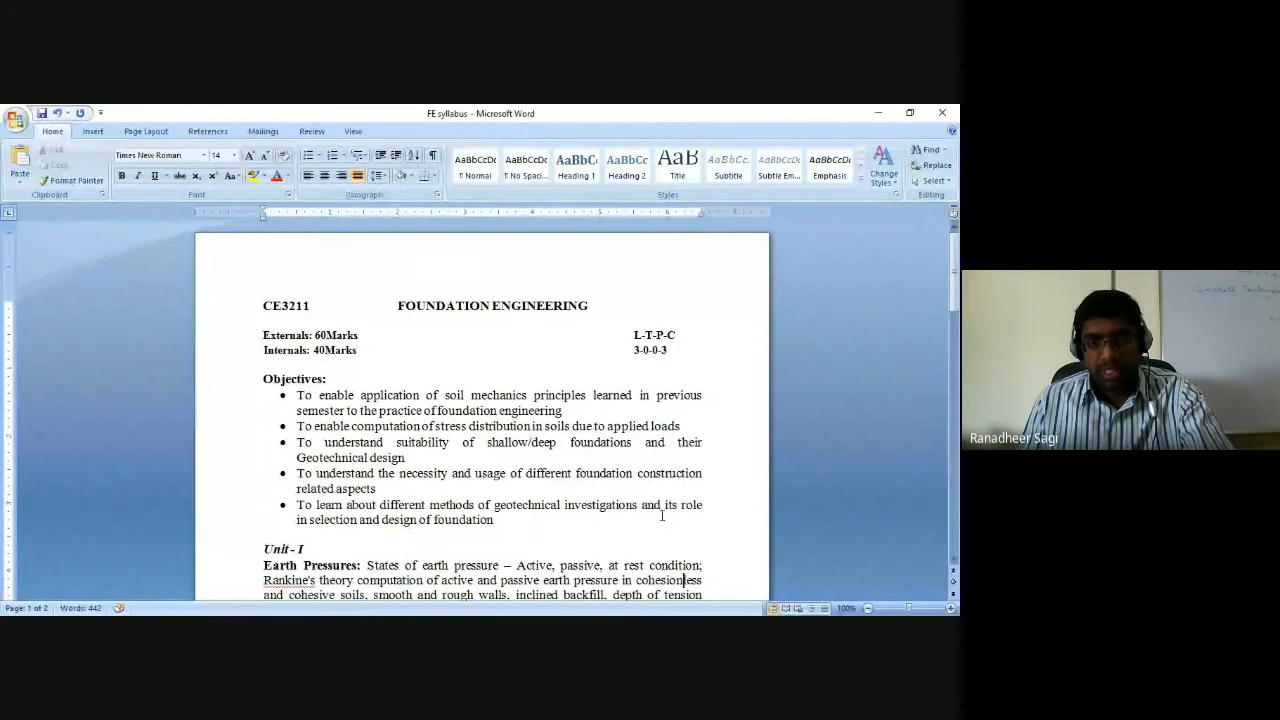 FE syllabus - Microsoft Word
Home Insert Page Layout References Mailings Review View
Paste
Cut
Copy
Format Painter
Clipboard
Times New Roman 14
Font
Paragraph
AaBbCcDc AaBbCcDc AaBbC AaBbCc AaB AaBbCc. AaBbCcDc AaBbCcDc
¶ Normal ¶ No Spaci... Heading 1 Heading 2 Title Subtitle Subtle Em... Emphasis
Styles
Change Styles
Find
Replace
Select
Editing
CE3211 FOUNDATION ENGINEERING
Externals: 60Marks L-T-P-C
Internals: 40Marks 3-0-0-3
Objectives:
• To enable application of soil mechanics principles learned in previous
semester to the practice of foundation engineering
• To enable computation of stress distribution in soils due to applied loads
• To understand suitability of shallow/deep foundations and their
Geotechnical design
• To understand the necessity and usage of different foundation construction
related aspects
• To learn about different methods of geotechnical investigations and its role
in selection and design of foundation
Unit- I
Earth Pressures: States of earth pressure – Active, passive, at rest condition;
Rankine's theory computation of active and passive earth pressure in cohesionless
and cohesive soils, smooth and rough walls, inclined backfill, depth of tension
Page: 1 of 2 Words: 442
100%
Ranadheer Sagi